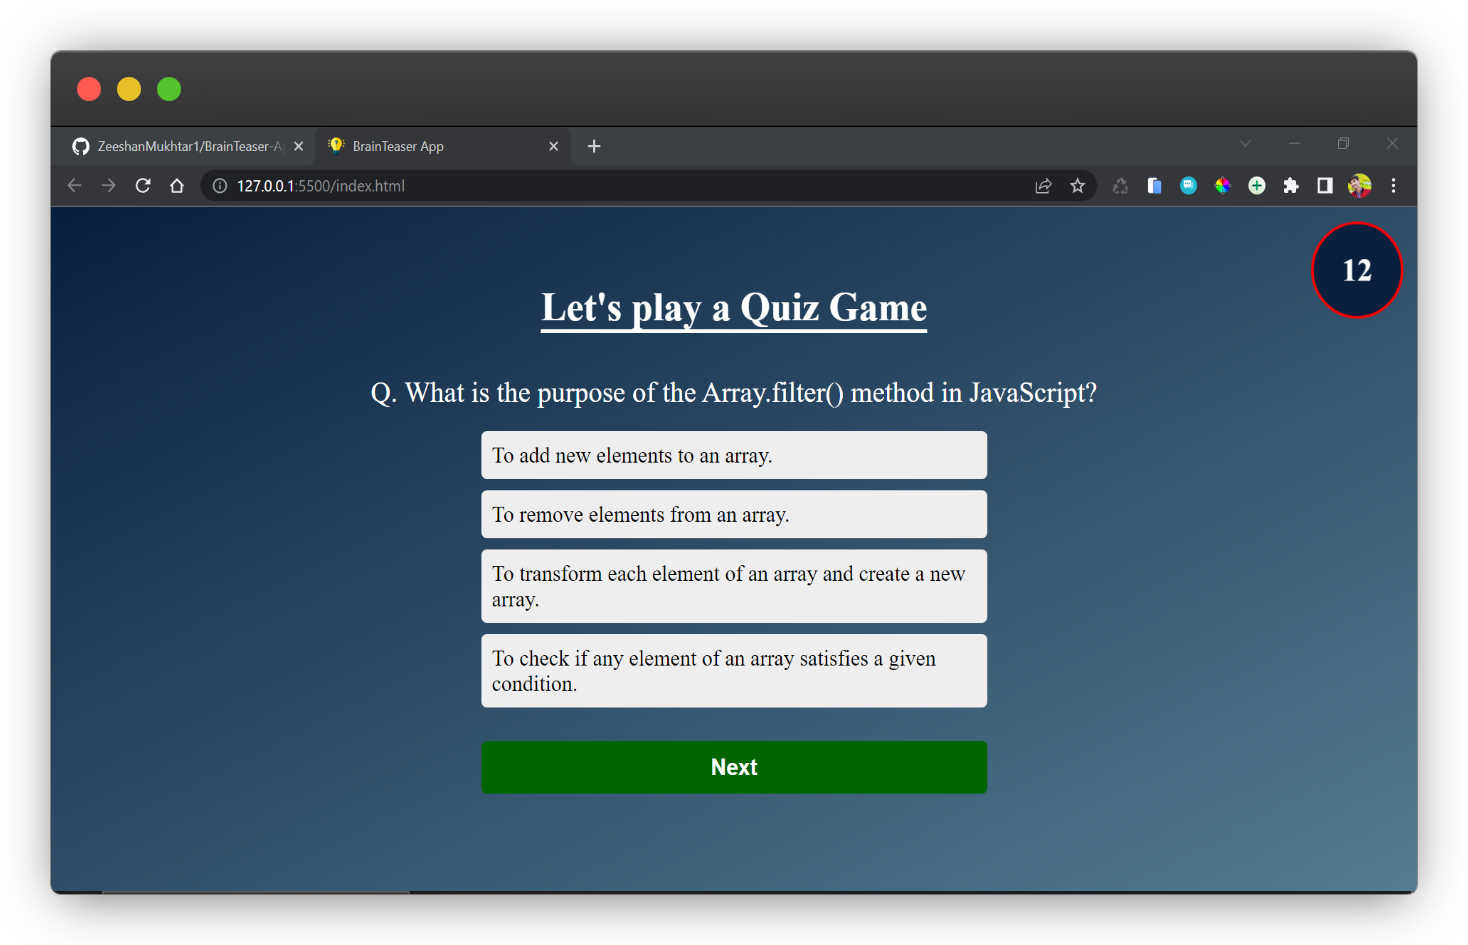 ZeeshanMukhtar1/BrainTeaser-A
BrainTeaser App
127.0.0.1:5500/index.html
12
Let's play a Quiz Game
Q. What is the purpose of the Array.filter() method in JavaScript?
To add new elements to an array.
To remove elements from an array.
To transform each element of an array and create a new
array.
To check if any element of an array satisfies a given
condition.
Next